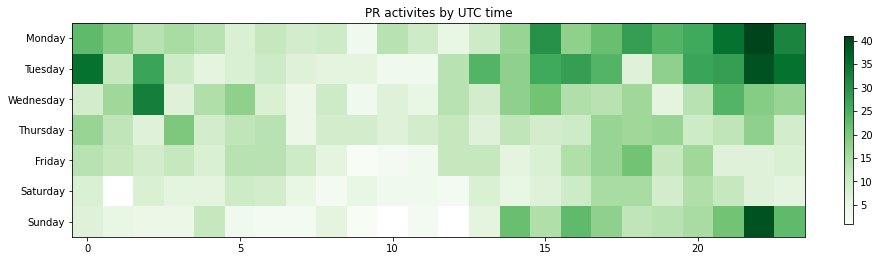 PR activites by UTC time
Monday
Tuesday
Wednesday
Thursday
Friday
Saturday
Sunday
0 5 10 15 20
40
35
30
25
20
15
10
5